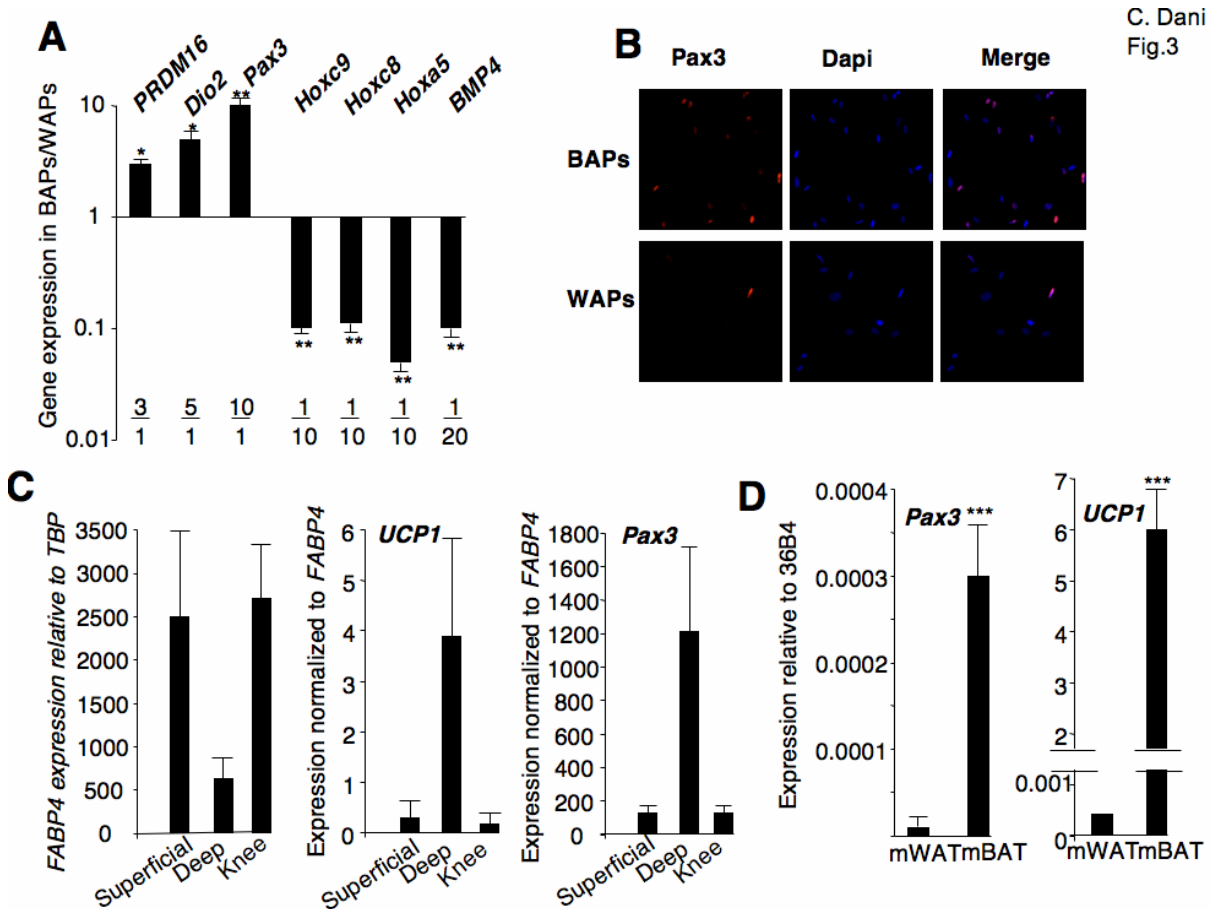 C. Dani
Fig.3
A
PRDM16
Dio2
Pax3
Hoxc9
Hoxc8
Hoxa5
BMP4
Gene expression in BAPs/WAPs
10
1
0.1
0.01
* * ** ** ** ** **
3 5 10 1 1 1 1
1 1 1 10 10 10 20
B
Pax3 Dapi Merge
BAPs
WAPs
C
FABP4 expression relative to TBP
3500
3000
2500
2000
1500
1000
500
0
Superficial
Deep
Knee
Expression normalized to FABP4
UCP1
6
5
4
3
2
1
0
Superficial
Deep
Knee
Expression normalized to FABP4
Pax3
1800
1600
1400
1200
1000
800
600
400
200
0
Superficial
Deep
Knee
D
Expression relative to 36B4
Pax3 ***
0.0004
0.0003
0.0002
0.0001
mWAT mBAT
UCP1
***
7
6
5
4
3
2
0.001
0
mWAT mBAT